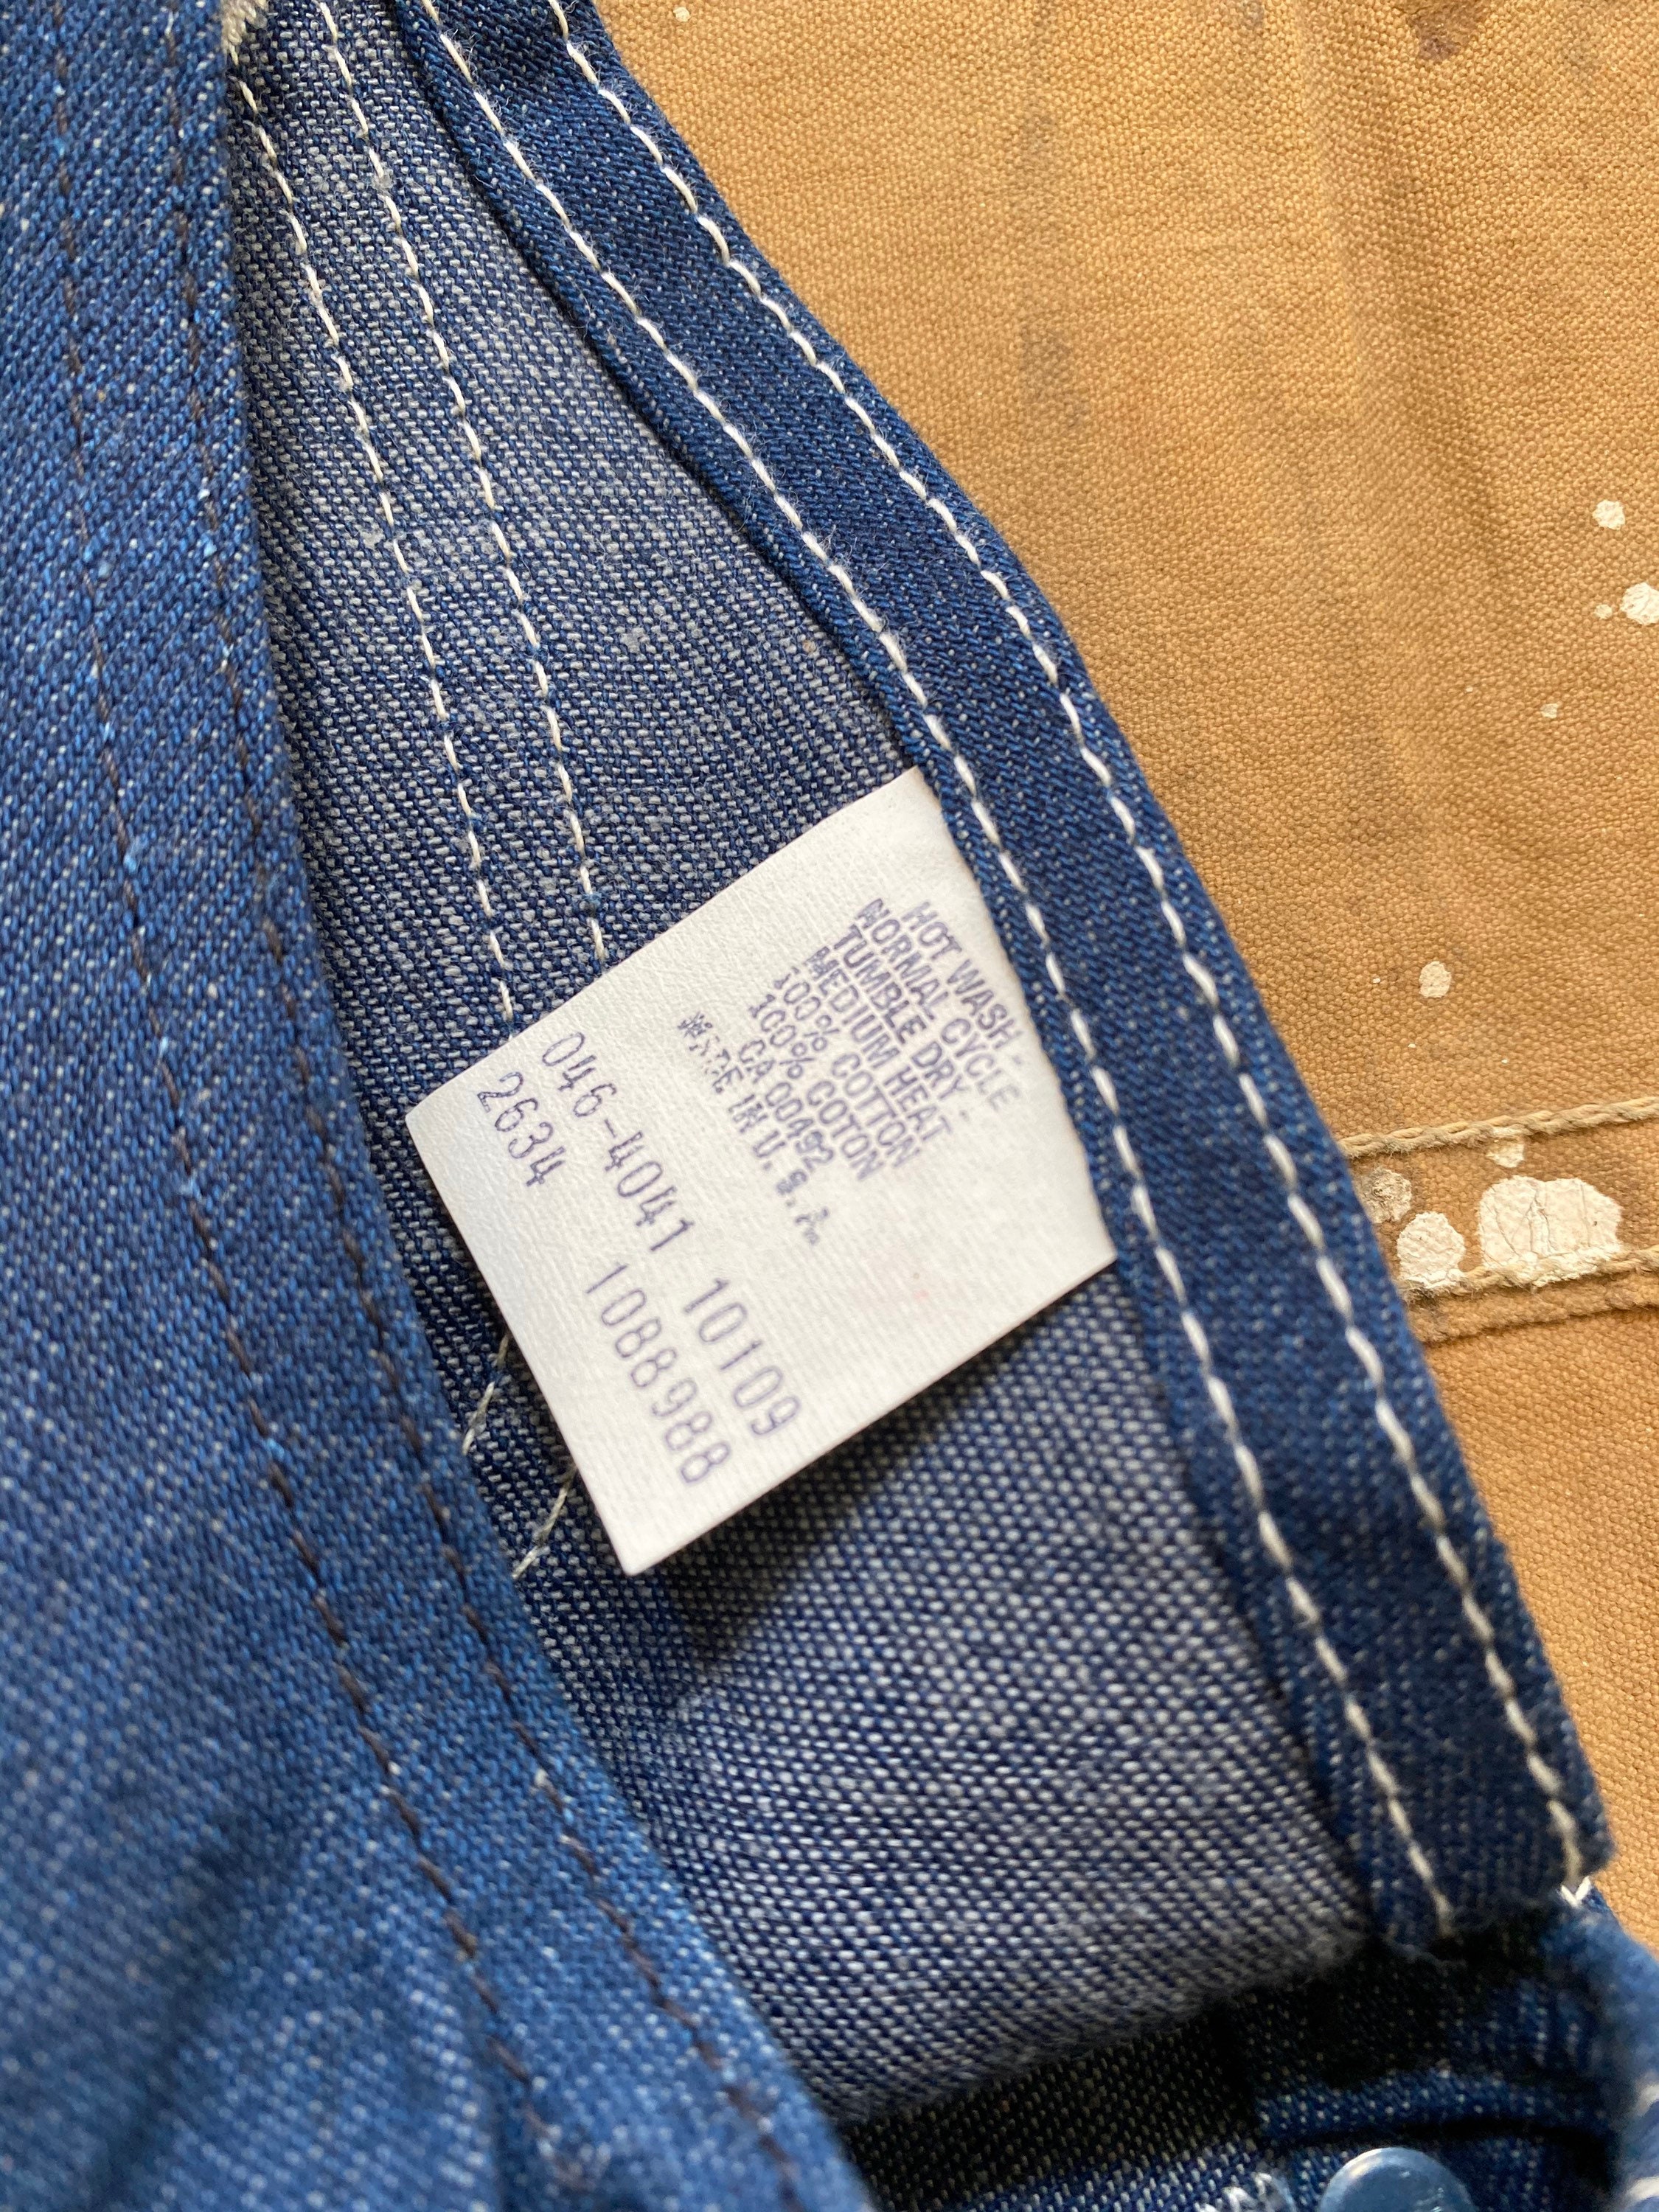 HOT WASH -
NORMAL CYCLE
TUMBLE DRY -
MEDIUM HEAT
100% COTTON
100% COTON
CA 00492
MADE IN U.S.A.
046-4041 10109
2634 1088988